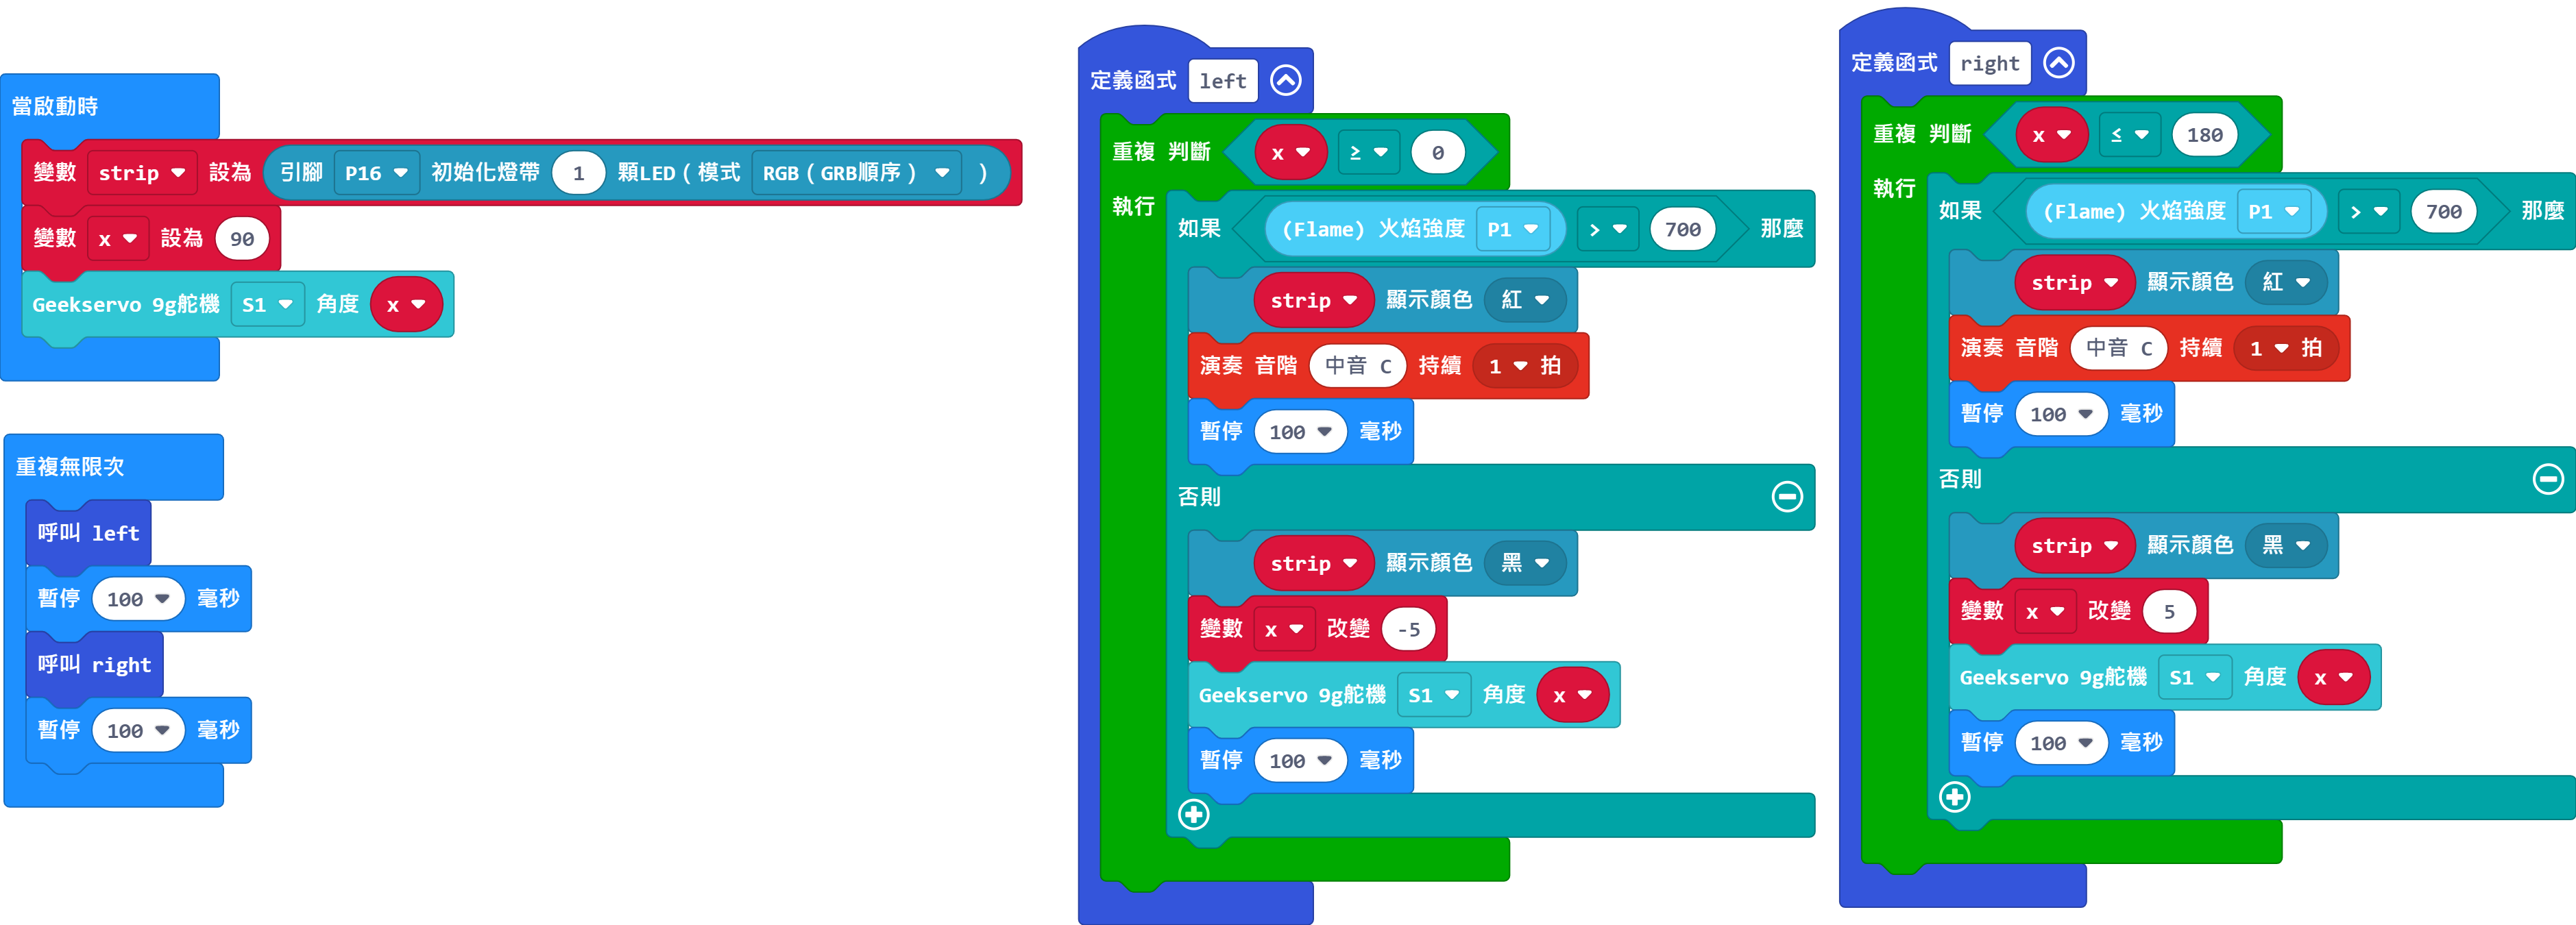 當啟動時
變數 strip 設為 引腳 P16 初始化燈帶 1 顆LED(模式 RGB(GRB順序) )
變數 x 設為 90
Geekservo 9g舵機 S1 角度 x
重複無限次
呼叫 left
暫停 100 毫秒
呼叫 right
暫停 100 毫秒
定義函式 left
重複 判斷 x ≥ 0
執行
如果 (Flame) 火焰強度 P1 > 700 那麼
strip 顯示顏色 紅
演奏 音階 中音 C 持續 1 拍
暫停 100 毫秒
否則
strip 顯示顏色 黑
變數 x 改變 -5
Geekservo 9g舵機 S1 角度 x
暫停 100 毫秒
定義函式 right
重複 判斷 x ≤ 180
執行
如果 (Flame) 火焰強度 P1 > 700 那麼
strip 顯示顏色 紅
演奏 音階 中音 C 持續 1 拍
暫停 100 毫秒
否則
strip 顯示顏色 黑
變數 x 改變 5
Geekservo 9g舵機 S1 角度 x
暫停 100 毫秒